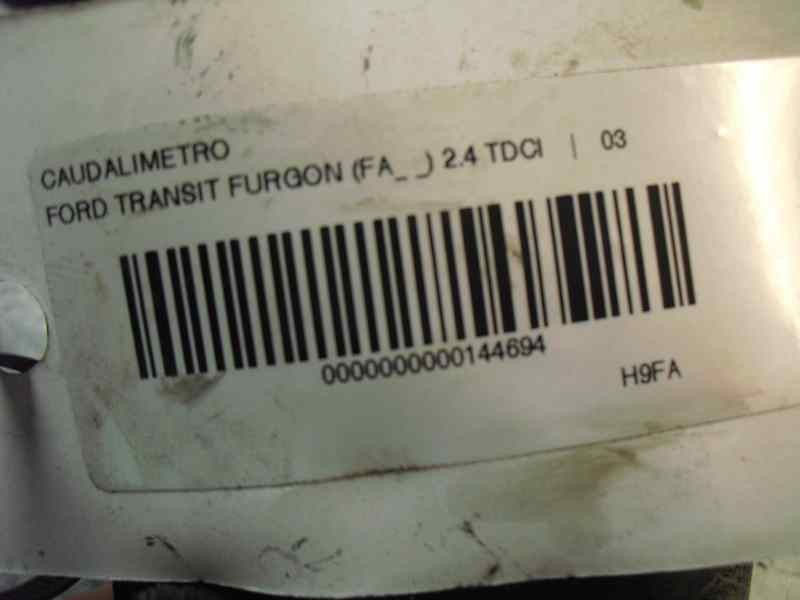 CAUDALIMETRO
FORD TRANSIT FURGON (FA_ _) 2.4 TDCI | 03
0000000000144694
H9FA